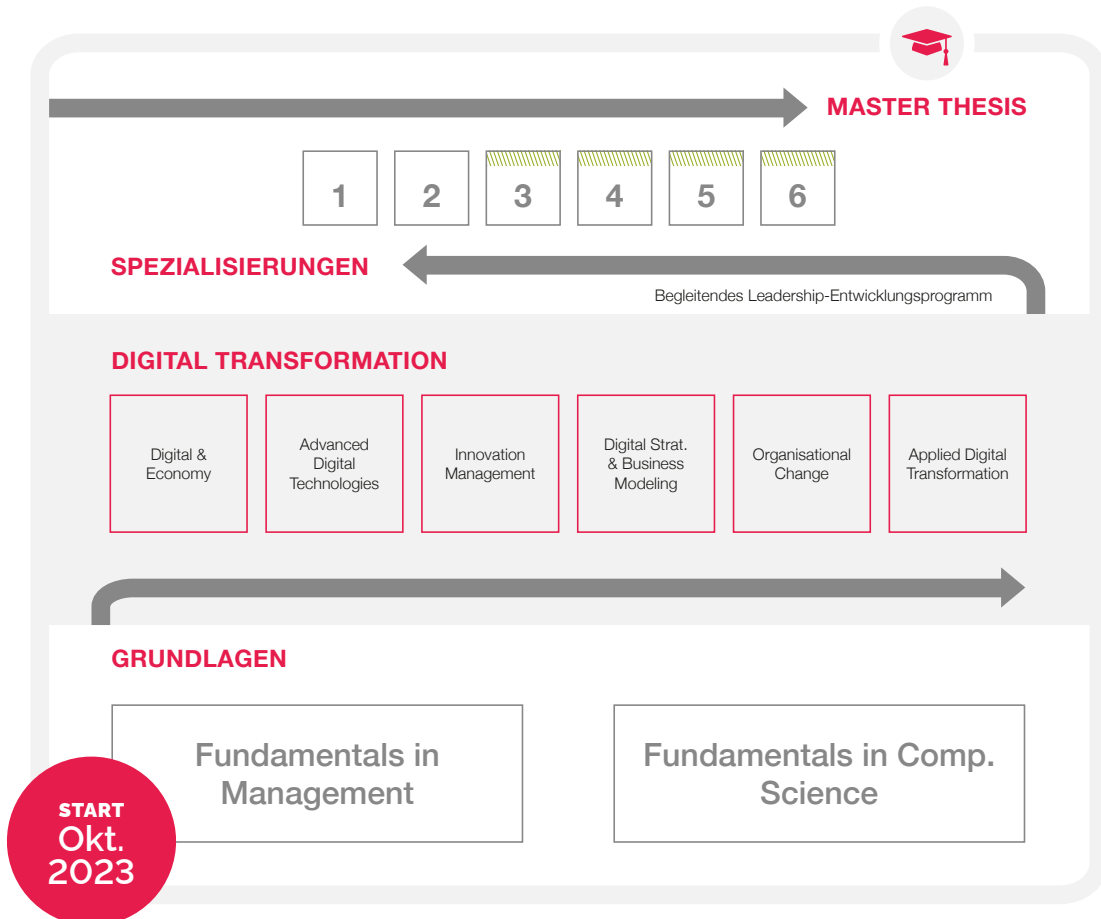 MASTER THESIS
1
2
3
4
5
6
SPEZIALISIERUNGEN
Begleitendes Leadership-Entwicklungsprogramm
DIGITAL TRANSFORMATION
Digital &
Economy
Advanced
Digital
Technologies
Innovation
Management
Digital Strat.
& Business
Modeling
Organisational
Change
Applied Digital
Transformation
GRUNDLAGEN
Fundamentals in
Management
Fundamentals in Comp.
Science
START
Okt.
2023